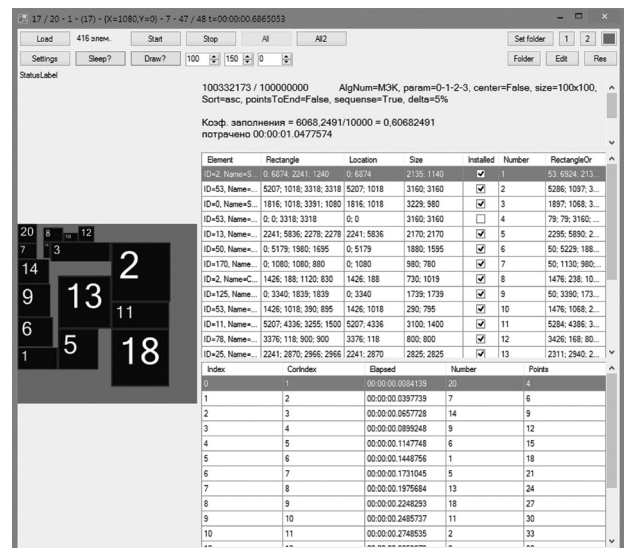 17 / 20 - 1 - (17) - {X=1080,Y=0} - 7 - 47 / 48 t=00:00:00.6865053
Load 416 элем. Start Stop All All2 Set folder 1 2
Settings Sleep? Draw? 100 150 0 Folder Edit Res
StatusLabel
100332173 / 100000000 AlgNum=МЭК, param=0-1-2-3, center=False, size=100x100,
Sort=asc, pointsToEnd=False, sequense=True, delta=5%
Коэф. заполнения = 6068,2491/10000 = 0,60682491
потрачено 00:00:01.0477574
Element Rectangle Location Size Installed Number RectangleOr
ID=2, Name=S... 0; 6874; 2241; 1240 0; 6874 2135; 1140 1 53; 6924; 213...
ID=53, Name=... 5207; 1018; 3318; 3318 5207; 1018 3160; 3160 2 5286; 1097; 3...
ID=0, Name=S... 1816; 1018; 3391; 1080 1816; 1018 3229; 980 3 1897; 1068; 3...
ID=53, Name=... 0; 0; 3318; 3318 0; 0 3160; 3160 4 79; 79; 3160; ...
ID=13, Name=... 2241; 5836; 2278; 2278 2241; 5836 2170; 2170 5 2295; 5890; 2...
ID=50, Name=... 0; 5179; 1980; 1695 0; 5179 1880; 1595 6 50; 5229; 188...
ID=170, Name... 0; 1080; 1080; 880 0; 1080 980; 780 7 50; 1130; 980;...
ID=2, Name=C... 1426; 188; 1120; 830 1426; 188 730; 1019 8 1476; 238; 10...
ID=125, Name... 0; 3340; 1839; 1839 0; 3340 1739; 1739 9 50; 3390; 173...
ID=53, Name=... 1426; 1018; 390; 895 1426; 1018 290; 795 10 1476; 1068; 2...
ID=11, Name=... 5207; 4336; 3255; 1500 5207; 4336 3100; 1400 11 5284; 4386; 3...
ID=78, Name=... 3376; 118; 900; 900 3376; 118 800; 800 12 3426; 168; 80...
ID=25, Name=... 2241; 2870; 2966; 2966 2241; 2870 2825; 2825 13 2311; 2940; 2...
20 8 19 12
7 3
14 2
9 13 11
6
1 5 18
Index CorIndex Elapsed Number Points
0 1 00:00:00.0084139 20 4
1 2 00:00:00.0397739 7 6
2 3 00:00:00.0657728 14 9
3 4 00:00:00.0899248 9 12
4 5 00:00:00.1147748 6 15
5 6 00:00:00.1448756 1 18
6 7 00:00:00.1731045 5 21
7 8 00:00:00.1975684 13 24
8 9 00:00:00.2248293 18 27
9 10 00:00:00.2485737 11 30
10 11 00:00:00.2748535 2 33